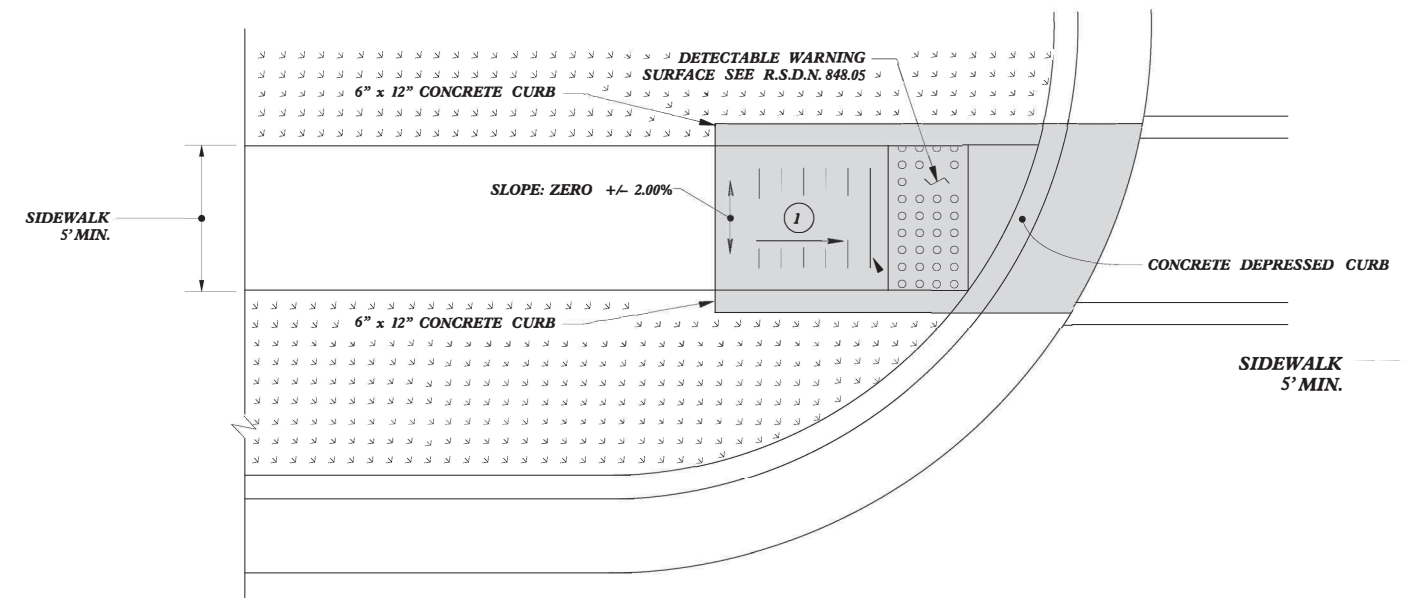 DETECTABLE WARNING
SURFACE SEE R.S.D.N. 848.05
6" x 12" CONCRETE CURB
SLOPE: ZERO +/- 2.00%
SIDEWALK
5' MIN.
1
CONCRETE DEPRESSED CURB
6" x 12" CONCRETE CURB
SIDEWALK
5' MIN.